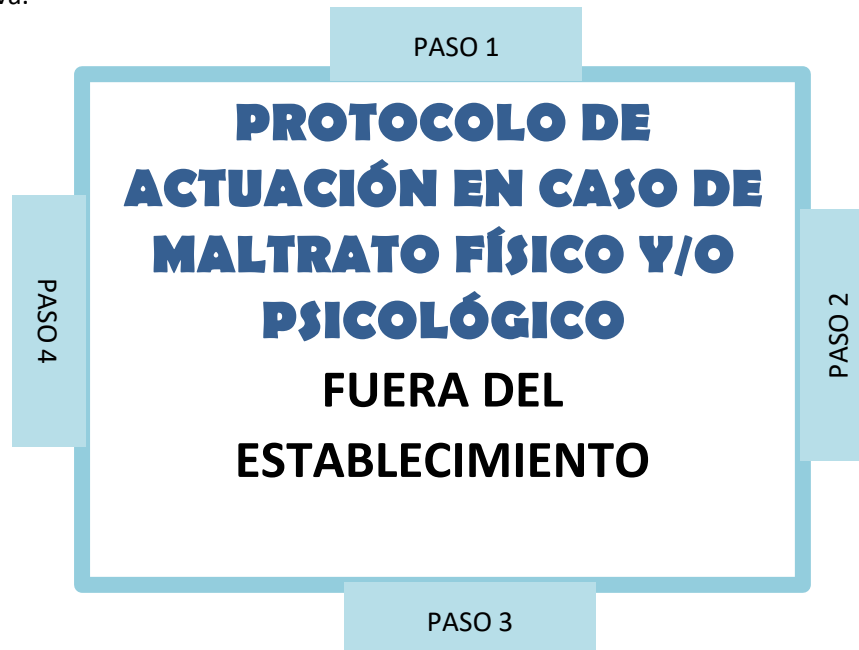 va.
PASO 1
PROTOCOLO DE
ACTUACIÓN EN CASO DE
MALTRATO FÍSICO Y/O
PSICOLÓGICO
FUERA DEL
ESTABLECIMIENTO
PASO 2
PASO 3
PASO 4